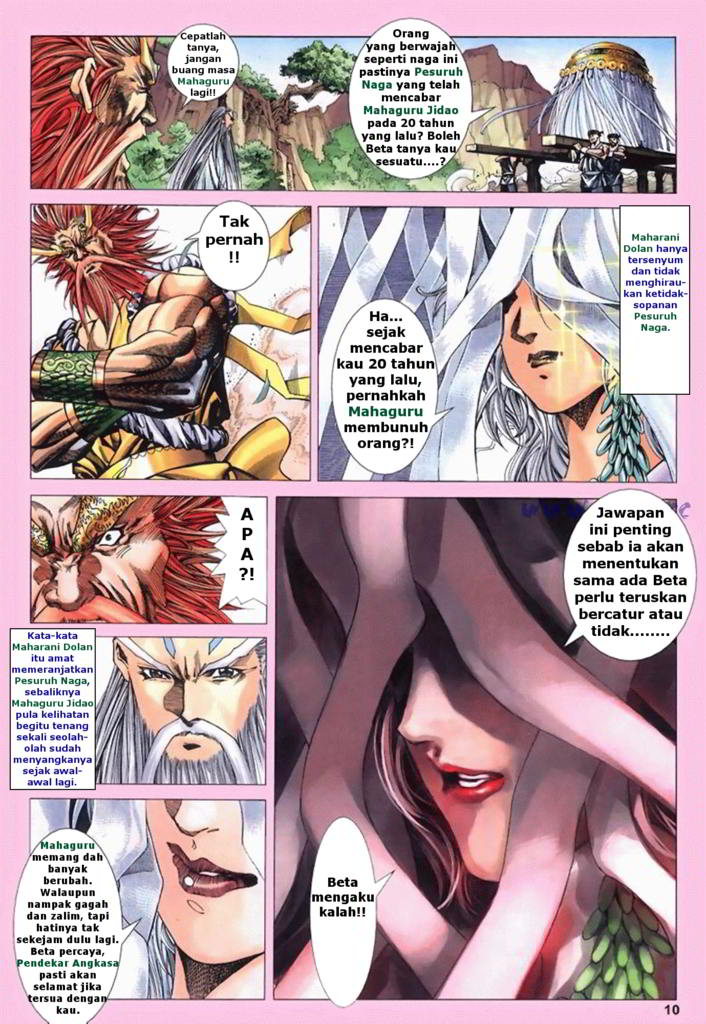 Cepatlah
tanya,
jangan
buang masa
Mahaguru
lagi!!
Orang
yang berwajah
seperti naga ini
pastinya Pesuruh
Naga yang telah
mencabar
Mahaguru Jidao
pada 20 tahun
yang lalu? Boleh
Beta tanya kau
sesuatu....?
Tak
pernah
!!
Ha...
sejak
mencabar
kau 20 tahun
yang lalu,
pernahkah
Mahaguru
membunuh
orang?!
Maharani
Dolan hanya
tersenyum
dan tidak
menghirau-
kan ketidak-
sopanan
Pesuruh
Naga.
A
P
A
?!
Jawapan
ini penting
sebab ia akan
menentukan
sama ada Beta
perlu teruskan
bercatur atau
tidak........
Kata-kata
Maharani Dolan
itu amat
memeranjatkan
Pesuruh Naga,
sebaliknya
Mahaguru Jidao
pula kelihatan
begitu tenang
sekali seolah-
olah sudah
menyangkanya
sejak awal-
awal lagi.
Mahaguru
memang dah
banyak
berubah.
Walaupun
nampak gagah
dan zalim, tapi
hatinya tak
sekejam dulu lagi.
Beta percaya,
Pendekar Angkasa
pasti akan
selamat jika
tersua dengan
kau.
Beta
mengaku
kalah!!
10